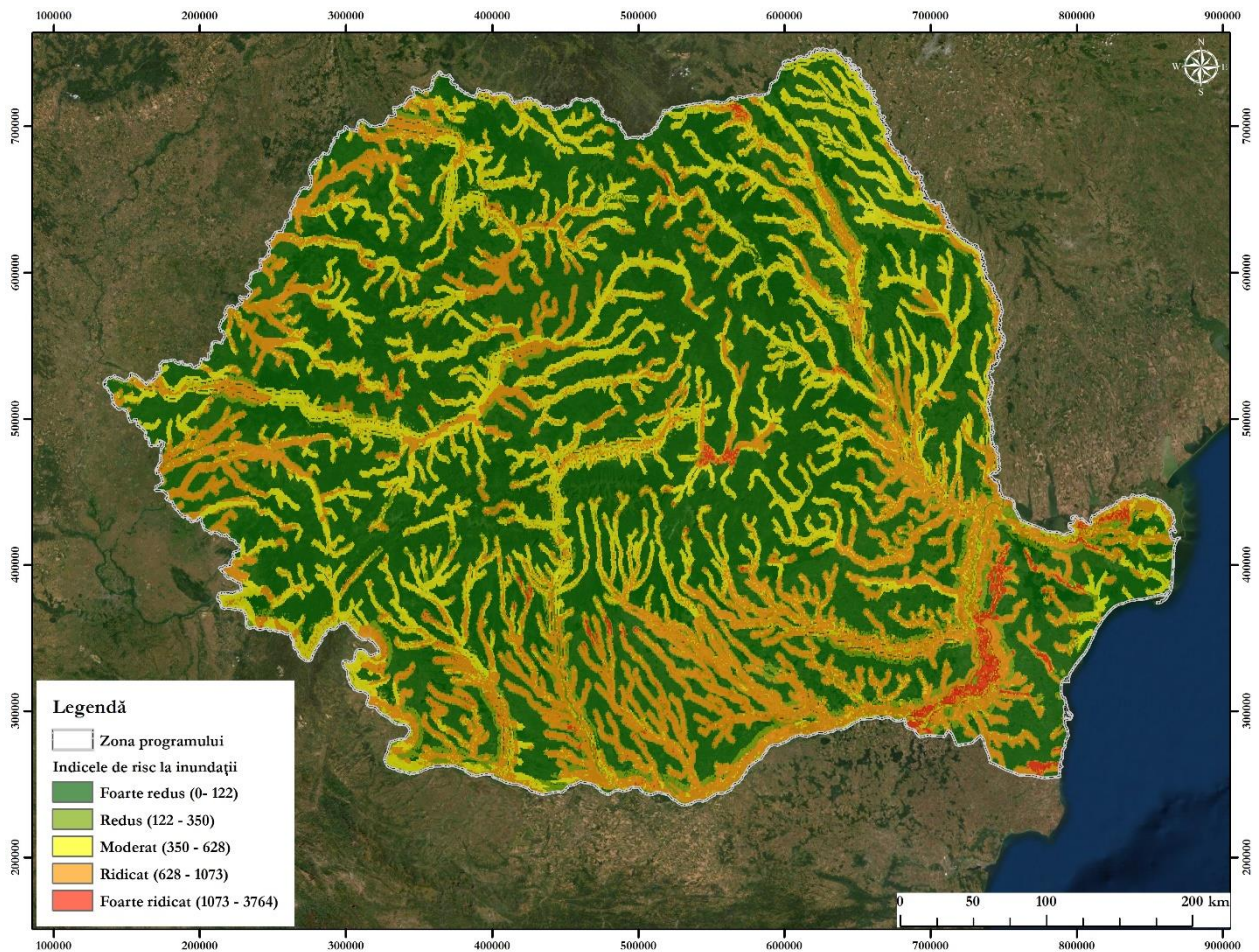 100000 200000 300000 400000 500000 600000 700000 800000 900000
N
W E
S
700000 700000
600000 600000
500000 500000
400000 400000
300000 300000
200000 200000
Legendă
Zona programului
Indicele de risc la inundații
Foarte redus (0- 122)
Redus (122 - 350)
Moderat (350 - 628)
Ridicat (628 - 1073)
Foarte ridicat (1073 - 3764)
0 50 100 200 km
100000 200000 300000 400000 500000 600000 700000 800000 900000